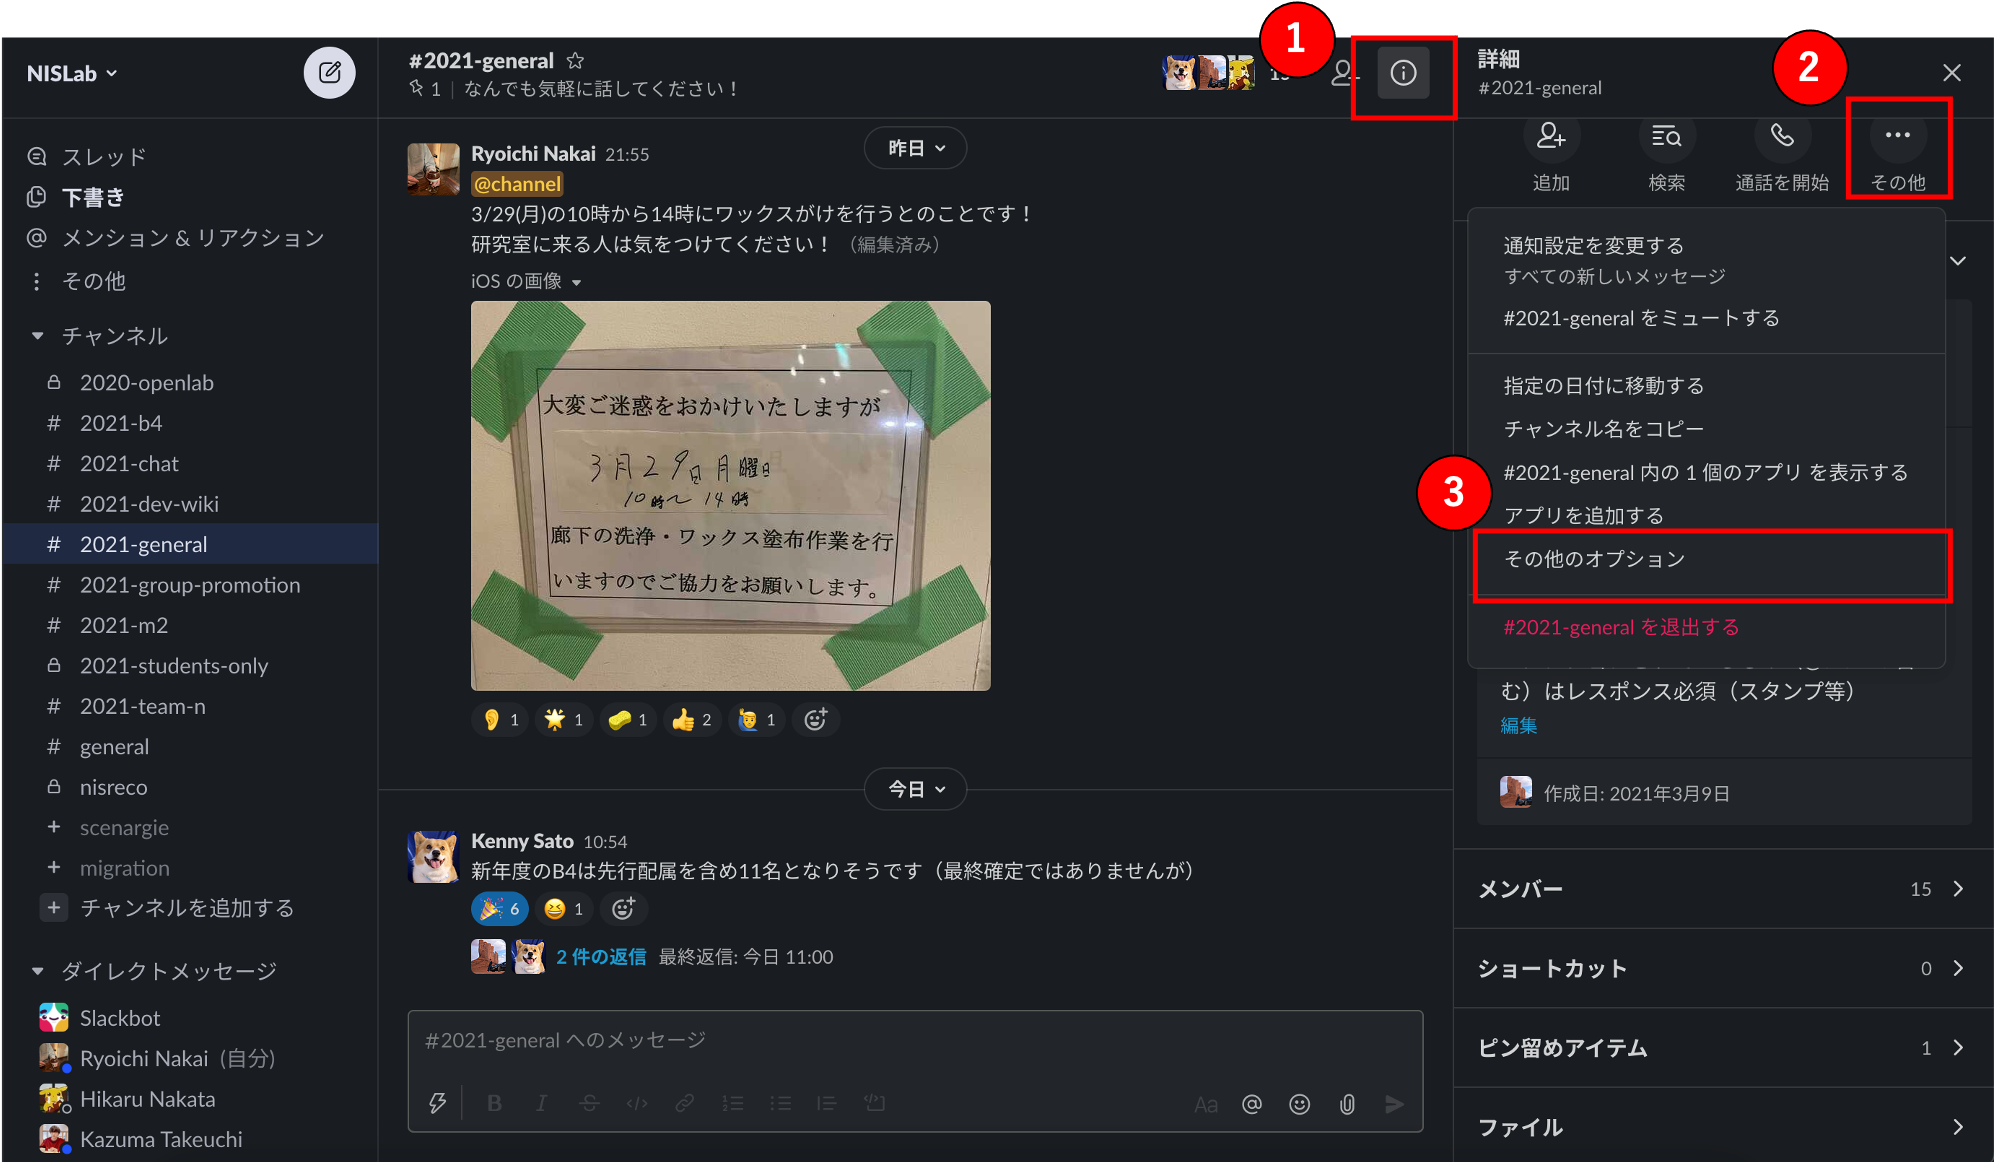 NISLab
スレッド
下書き
@ メンション & リアクション
その他
チャンネル
2020-openlab
# 2021-b4
# 2021-chat
# 2021-dev-wiki
# 2021-general
# 2021-group-promotion
# 2021-m2
2021-students-only
# 2021-team-n
# general
nisreco
+ scenargie
+ migration
+ チャンネルを追加する
ダイレクトメッセージ
Slackbot
Ryoichi Nakai (自分)
Hikaru Nakata
Kazuma Takeuchi
#2021-general
1 | なんでも気軽に話してください！
1
昨日
Ryoichi Nakai 21:55
@channel
3/29(月)の10時から14時にワックスがけを行うとのことです！
研究室に来る人は気をつけてください！ （編集済み）
iOS の画像
大変ご迷惑をおかけいたしますが
3月29日月曜日
10時〜14時
廊下の洗浄・ワックス塗布作業を行
いますのでご協力をお願いします。
1 1 1 2 1
今日
Kenny Sato 10:54
新年度のB4は先行配属を含め11名となりそうです（最終確定ではありませんが）
6 1
2 件の返信 最終返信: 今日 11:00
#2021-general へのメッセージ
B I S </> Aa @
詳細
#2021-general
2
追加 検索 通話を開始 その他
通知設定を変更する
すべての新しいメッセージ
#2021-general をミュートする
指定の日付に移動する
チャンネル名をコピー
#2021-general 内の 1 個のアプリ を表示する
3
アプリを追加する
その他のオプション
#2021-general を退出する
む）はレスポンス必須（スタンプ等）
編集
作成日: 2021年3月9日
メンバー 15
ショートカット 0
ピン留めアイテム 1
ファイル